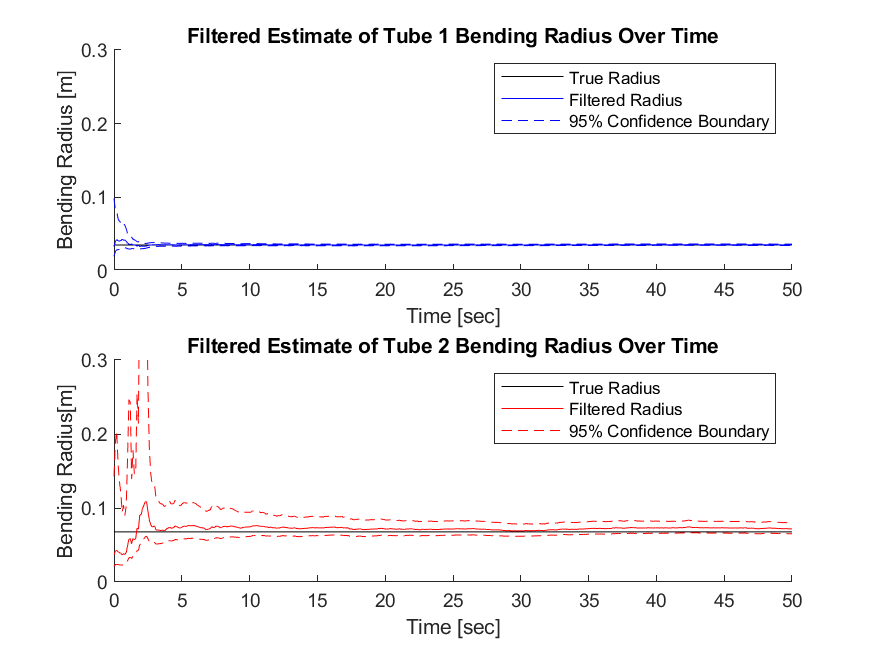 Filtered Estimate of Tube 1 Bending Radius Over Time
0.3
0.2
0.1
0
Bending Radius [m]
True Radius
Filtered Radius
95% Confidence Boundary
0 5 10 15 20 25 30 35 40 45 50
Time [sec]
Filtered Estimate of Tube 2 Bending Radius Over Time
0.3
0.2
0.1
0
Bending Radius[m]
True Radius
Filtered Radius
95% Confidence Boundary
0 5 10 15 20 25 30 35 40 45 50
Time [sec]